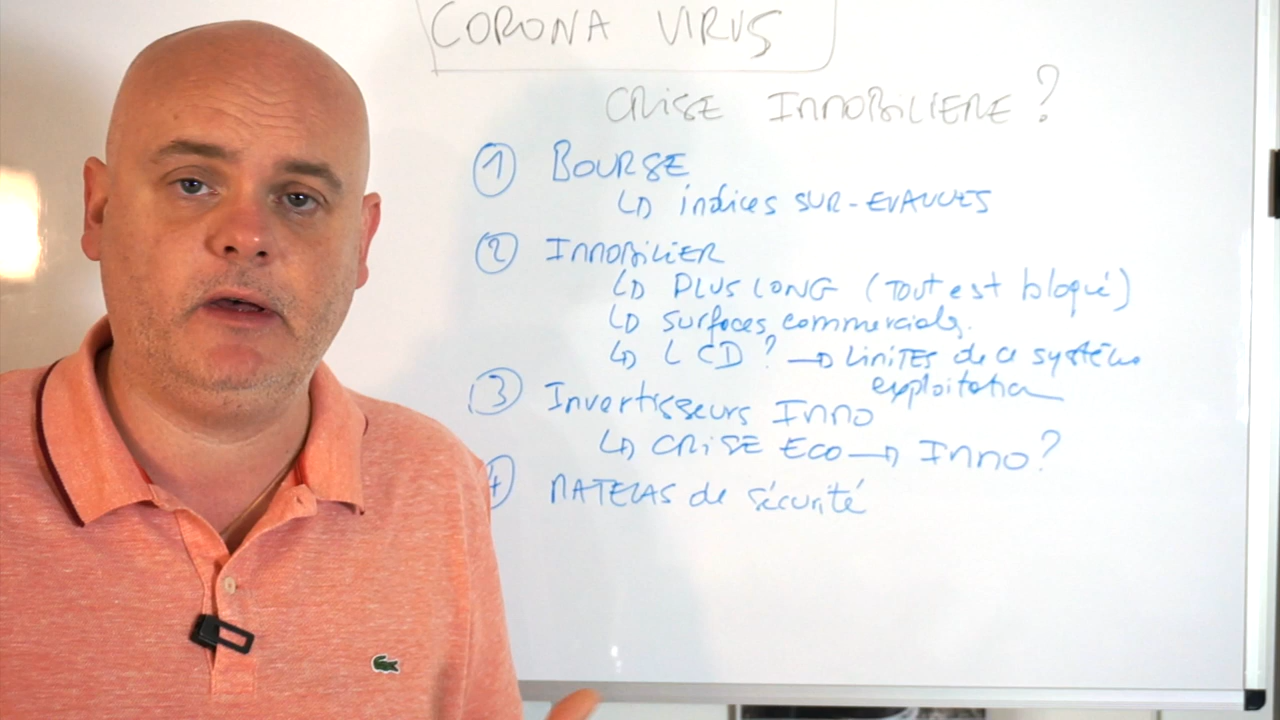 CORONA VIRUS
CRISE IMMOBILIERE ?
1 BOURSE
↳ indices SUR-EVALUES
2 IMMOBILIER
↳ PLUS LONG (Tout est bloqué)
↳ surfaces commerciales.
↳ LCD ? → LIMITES de ce système
exploitation
3 Investisseurs Immo
↳ CRISE ECO → Immo ?
4 MATELAS de sécurité